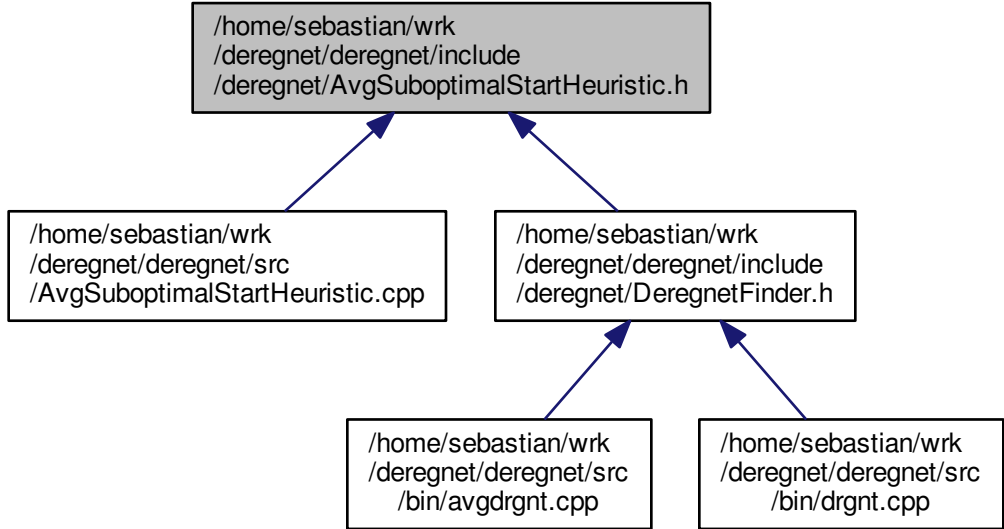 /home/sebastian/wrk
/deregnet/deregnet/include
/deregnet/AvgSuboptimalStartHeuristic.h
/home/sebastian/wrk
/deregnet/deregnet/src
/AvgSuboptimalStartHeuristic.cpp
/home/sebastian/wrk
/deregnet/deregnet/include
/deregnet/DeregnetFinder.h
/home/sebastian/wrk
/deregnet/deregnet/src
/bin/avgdrgnt.cpp
/home/sebastian/wrk
/deregnet/deregnet/src
/bin/drgnt.cpp